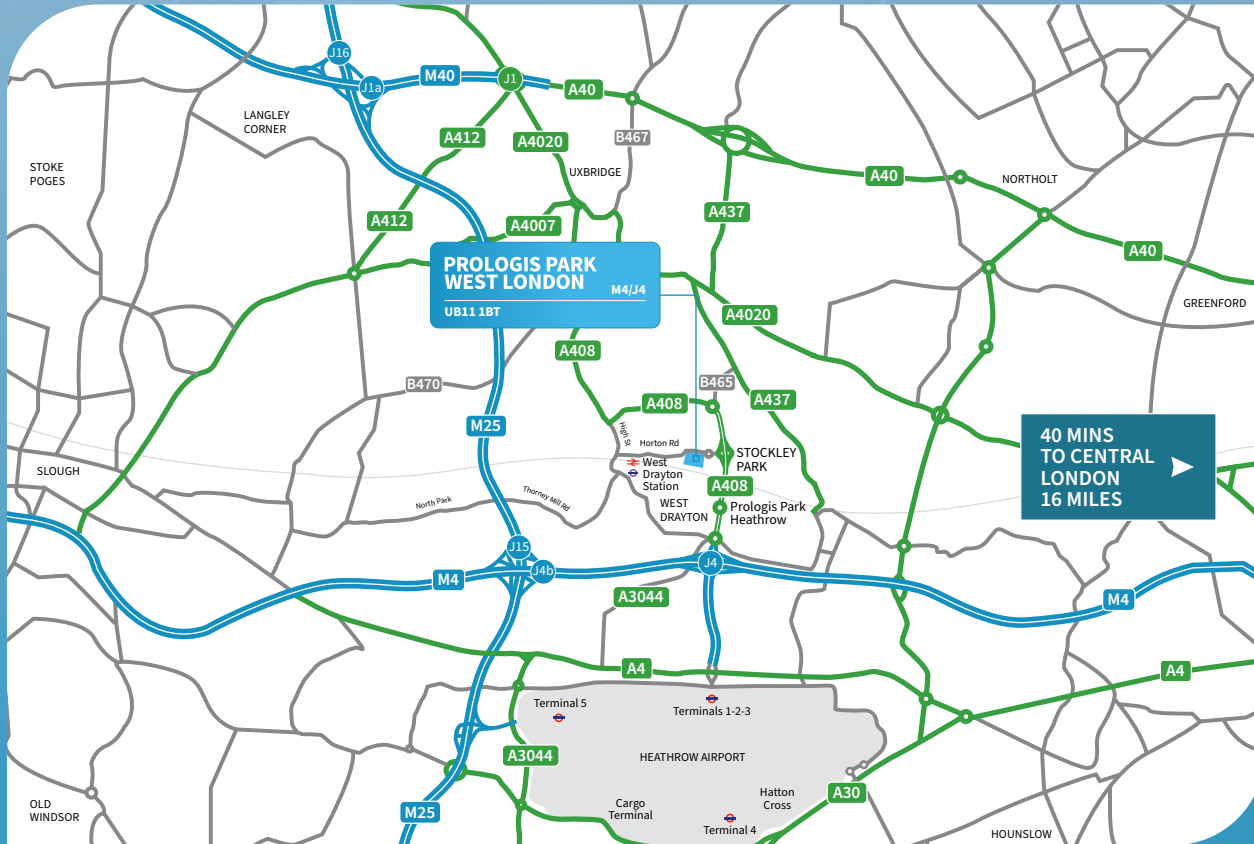 J16
J1a
M40
J1
A40
LANGLEY
CORNER
A412
A4020
B467
STOKE
POGES
UXBRIDGE
A40
NORTHOLT
A412
A4007
A437
A40
PROLOGIS PARK
WEST LONDON
M4/J4
UB11 1BT
GREENFORD
A4020
A408
B470
B465
A408
A437
M25
High St
Horton Rd
STOCKLEY
PARK
West
Drayton
Station
40 MINS
TO CENTRAL
LONDON
16 MILES
SLOUGH
A408
North Park
Thorney Mill Rd
WEST
DRAYTON
Prologis Park
Heathrow
J15
J4b
J4
M4
A3044
M4
A4
A4
Terminal 5
Terminals 1-2-3
A3044
HEATHROW AIRPORT
Hatton
Cross
A30
Cargo
Terminal
Terminal 4
M25
OLD
WINDSOR
HOUNSLOW